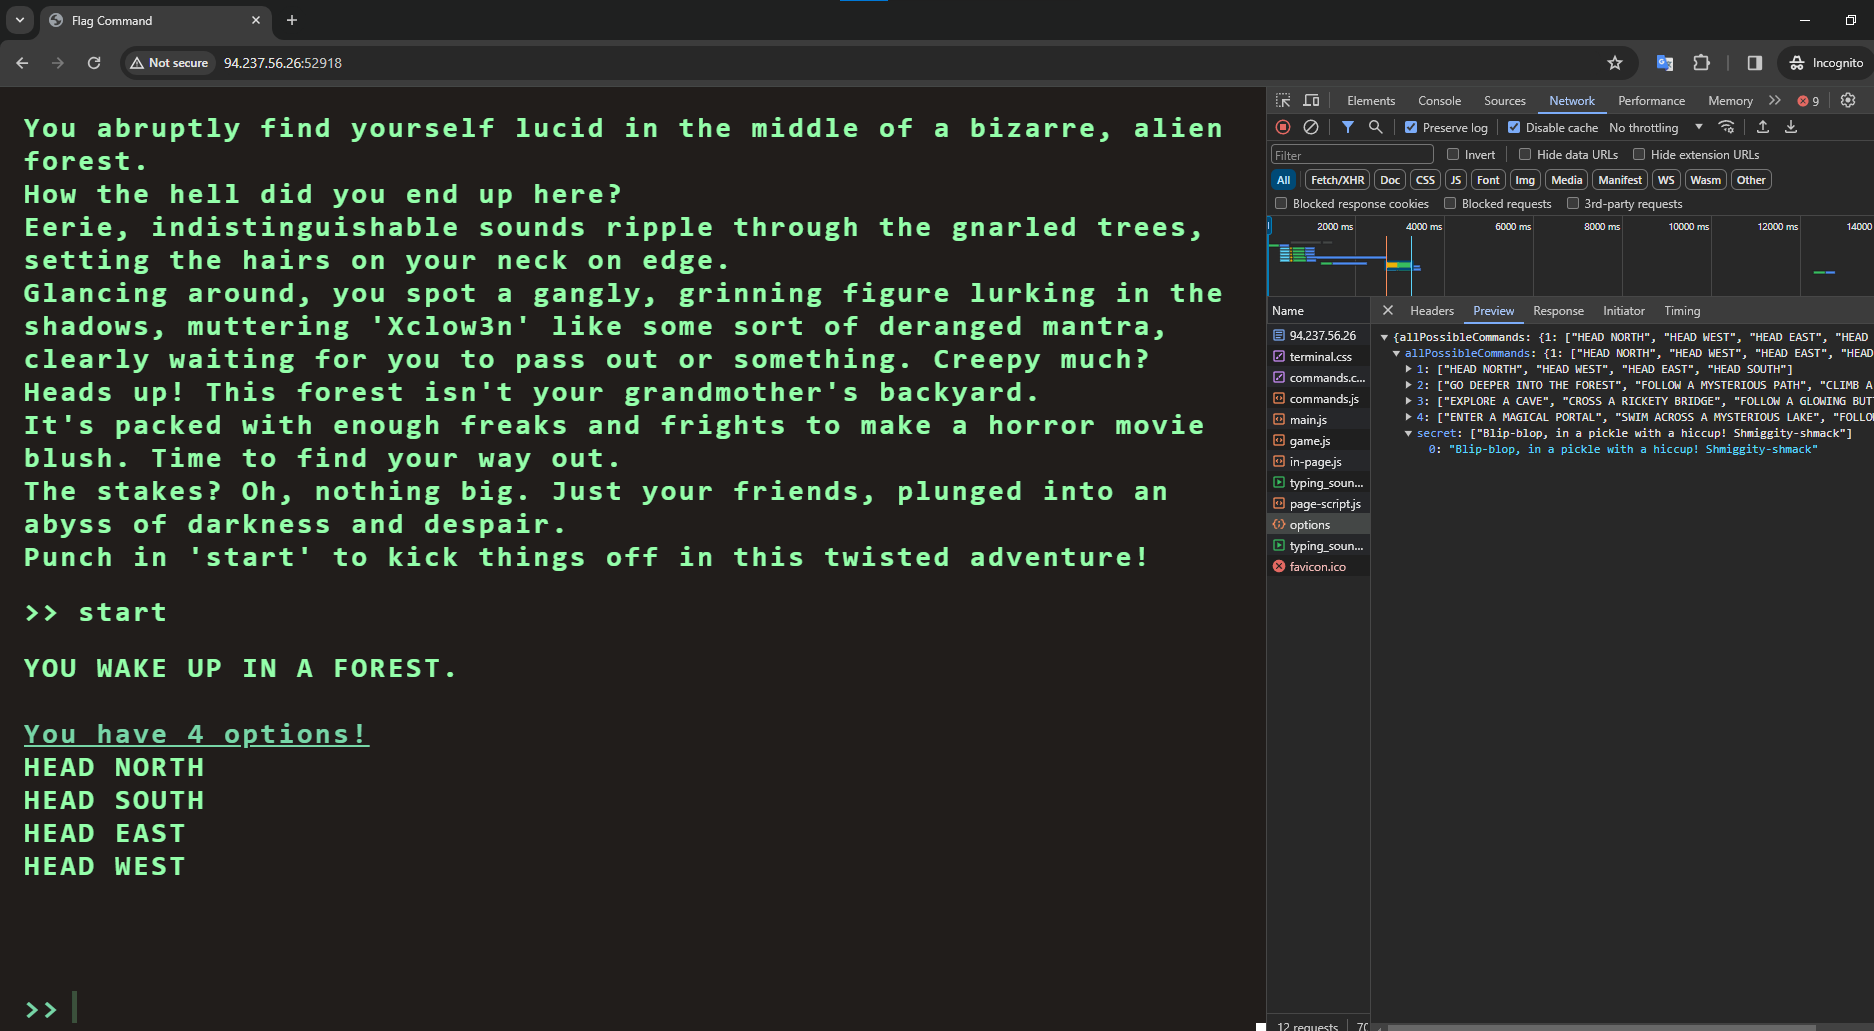 Flag Command
Not secure 94.237.56.26:52918 Incognito
You abruptly find yourself lucid in the middle of a bizarre, alien
forest.
How the hell did you end up here?
Eerie, indistinguishable sounds ripple through the gnarled trees,
setting the hairs on your neck on edge.
Glancing around, you spot a gangly, grinning figure lurking in the
shadows, muttering 'Xclow3n' like some sort of deranged mantra,
clearly waiting for you to pass out or something. Creepy much?
Heads up! This forest isn't your grandmother's backyard.
It's packed with enough freaks and frights to make a horror movie
blush. Time to find your way out.
The stakes? Oh, nothing big. Just your friends, plunged into an
abyss of darkness and despair.
Punch in 'start' to kick things off in this twisted adventure!
>> start
YOU WAKE UP IN A FOREST.
You have 4 options!
HEAD NORTH
HEAD SOUTH
HEAD EAST
HEAD WEST
>>
Elements Console Sources Network Performance Memory 9
Preserve log Disable cache No throttling
Filter Invert Hide data URLs Hide extension URLs
All Fetch/XHR Doc CSS JS Font Img Media Manifest WS Wasm Other
Blocked response cookies Blocked requests 3rd-party requests
2000 ms 4000 ms 6000 ms 8000 ms 10000 ms 12000 ms 14000
Name
94.237.56.26
terminal.css
commands.c...
commands.js
main.js
game.js
in-page.js
typing_soun...
page-script.js
options
typing_soun...
favicon.ico
12 requests 70
Headers Preview Response Initiator Timing
{allPossibleCommands: {1: ["HEAD NORTH", "HEAD WEST", "HEAD EAST", "HEAD
allPossibleCommands: {1: ["HEAD NORTH", "HEAD WEST", "HEAD EAST", "HEAD
1: ["HEAD NORTH", "HEAD WEST", "HEAD EAST", "HEAD SOUTH"]
2: ["GO DEEPER INTO THE FOREST", "FOLLOW A MYSTERIOUS PATH", "CLIMB A
3: ["EXPLORE A CAVE", "CROSS A RICKETY BRIDGE", "FOLLOW A GLOWING BUT
4: ["ENTER A MAGICAL PORTAL", "SWIM ACROSS A MYSTERIOUS LAKE", "FOLLO
secret: ["Blip-blop, in a pickle with a hiccup! Shmiggity-shmack"]
0: "Blip-blop, in a pickle with a hiccup! Shmiggity-shmack"